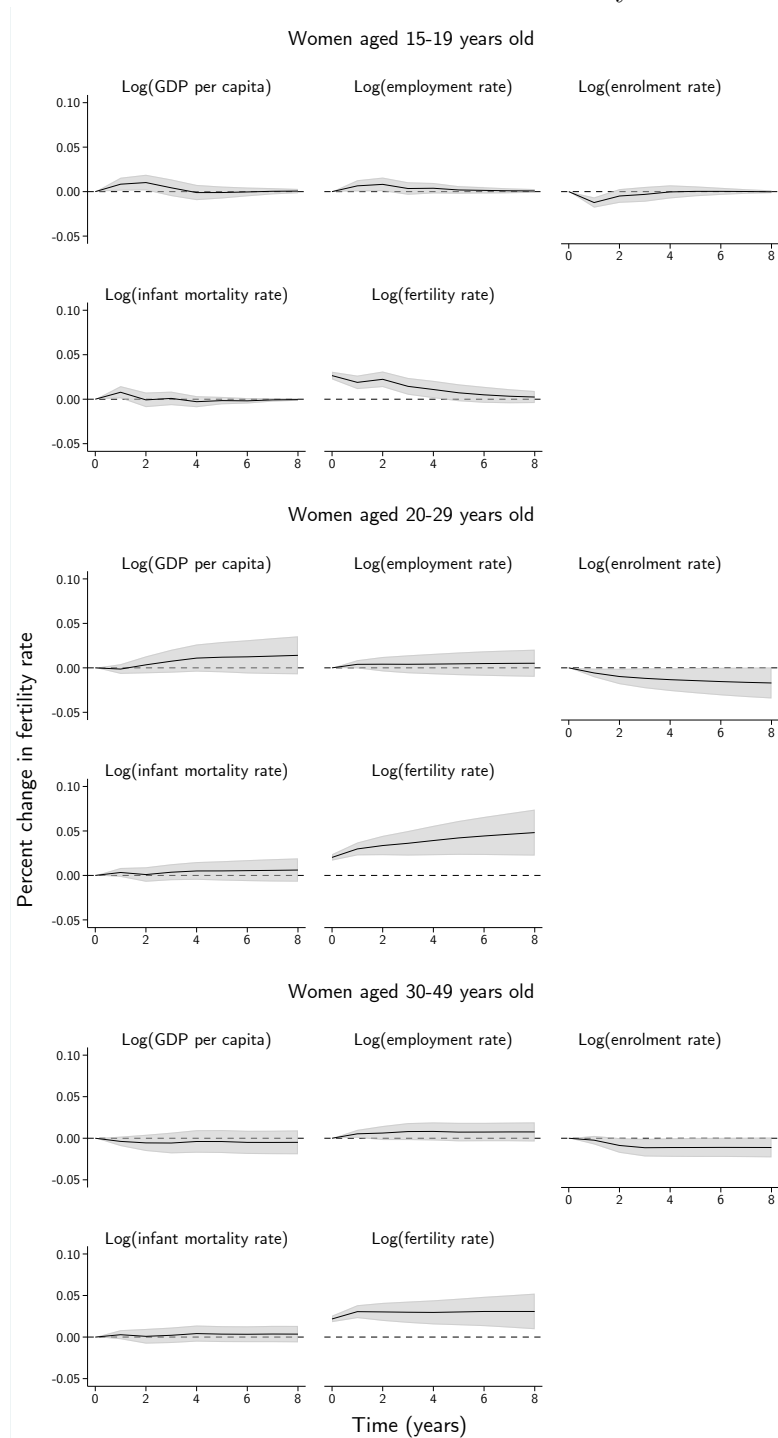 Women aged 15-19 years old
Log(GDP per capita) Log(employment rate) Log(enrolment rate)
0.10
0.05
0.00
-0.05
0 2 4 6 8
Log(infant mortality rate) Log(fertility rate)
0.10
0.05
0.00
-0.05
0 2 4 6 8 0 2 4 6 8
Women aged 20-29 years old
Log(GDP per capita) Log(employment rate) Log(enrolment rate)
0.10
0.05
0.00
-0.05
0 2 4 6 8
Percent change in fertility rate
Log(infant mortality rate) Log(fertility rate)
0.10
0.05
0.00
-0.05
0 2 4 6 8 0 2 4 6 8
Women aged 30-49 years old
Log(GDP per capita) Log(employment rate) Log(enrolment rate)
0.10
0.05
0.00
-0.05
0 2 4 6 8
Log(infant mortality rate) Log(fertility rate)
0.10
0.05
0.00
-0.05
0 2 4 6 8 0 2 4 6 8
Time (years)